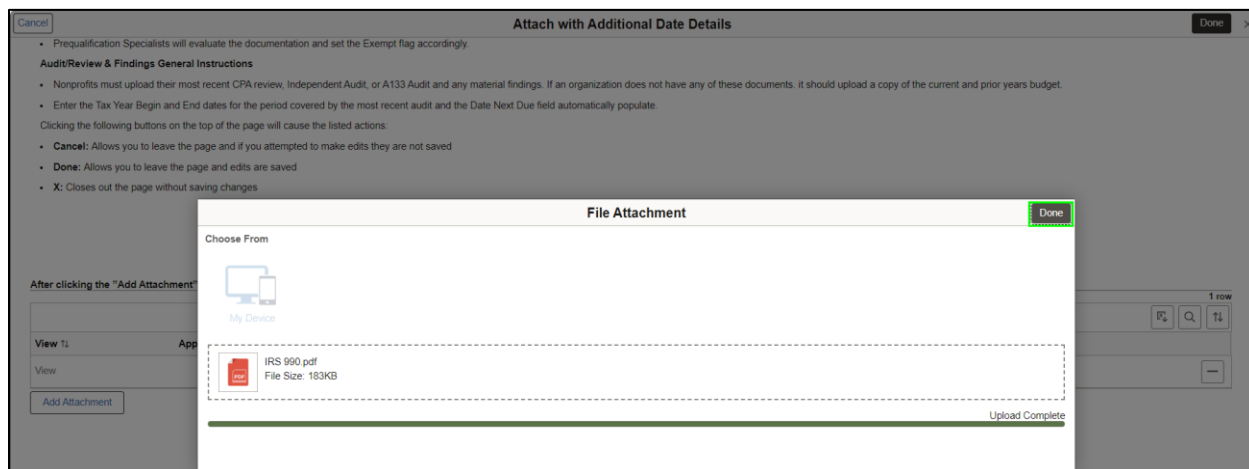 Cancel
Attach with Additional Date Details
Done
• Prequalification Specialists will evaluate the documentation and set the Exempt flag accordingly.
Audit/Review & Findings General Instructions
• Nonprofits must upload their most recent CPA review, Independent Audit, or A133 Audit and any material findings. If an organization does not have any of these documents. it should upload a copy of the current and prior years budget.
• Enter the Tax Year Begin and End dates for the period covered by the most recent audit and the Date Next Due field automatically populate.
Clicking the following buttons on the top of the page will cause the listed actions:
• Cancel: Allows you to leave the page and if you attempted to make edits they are not saved
• Done: Allows you to leave the page and edits are saved
• X: Closes out the page without saving changes
File Attachment
Done
Choose From
My Device
After clicking the "Add Attachment"
1 row
View
App
IRS 990.pdf
File Size: 183KB
PDF
View
Add Attachment
Upload Complete